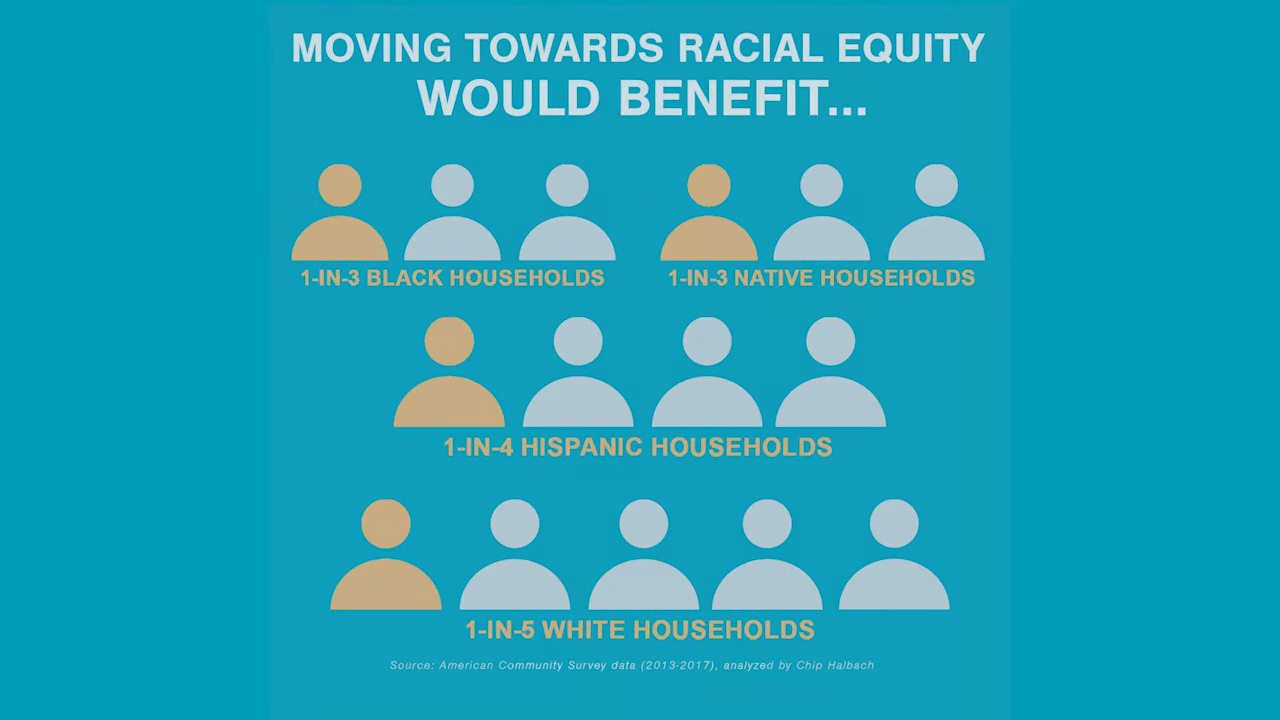 MOVING TOWARDS RACIAL EQUITY
WOULD BENEFIT...
1-IN-3 BLACK HOUSEHOLDS
1-IN-3 NATIVE HOUSEHOLDS
1-IN-4 HISPANIC HOUSEHOLDS
1-IN-5 WHITE HOUSEHOLDS
Source: American Community Survey data (2013-2017), analyzed by Chip Halbach